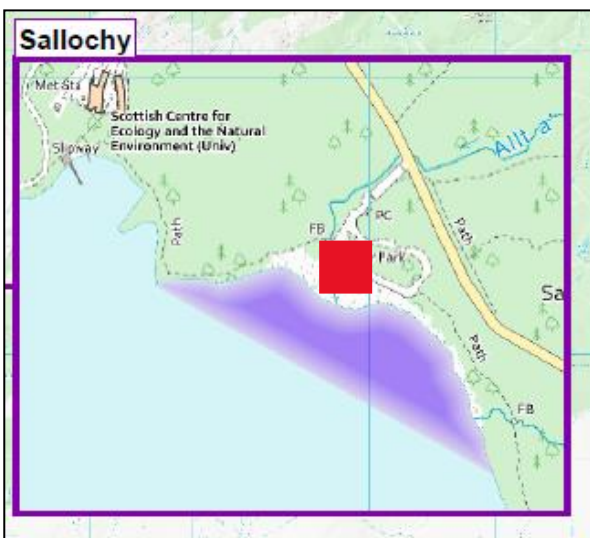 Sallochy
Met Sta
Scottish Centre for
Ecology and the Natural
Environment (Univ)
Slipway
Allt a'
Path
FB
PC
Path
Park
Sa
Path
FB